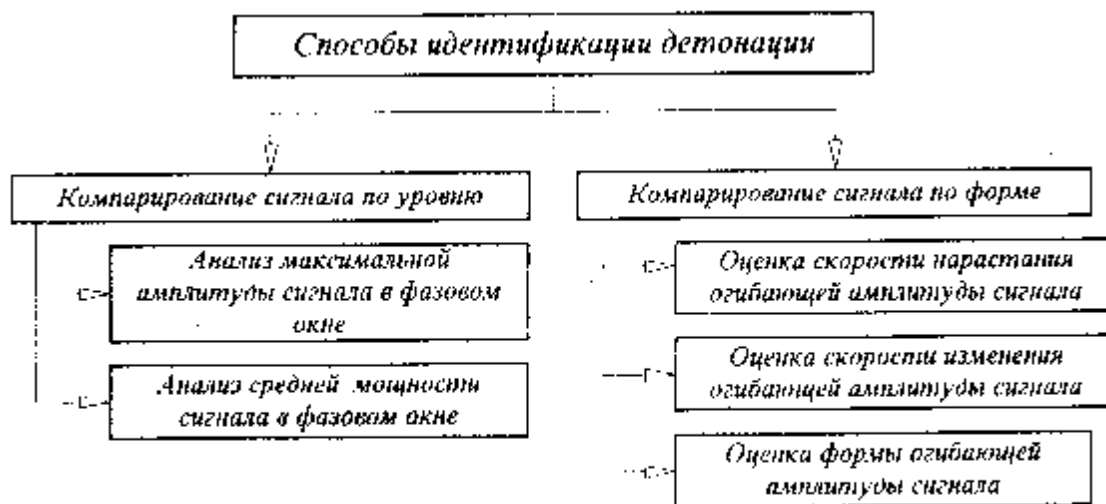 Способы идентификации детонации
Компарирование сигнала по уровню
Анализ максимальной
амплитуды сигнала в фазовом
окне
Анализ средней мощности
сигнала в фазовом окне
Компарирование сигнала по форме
Оценка скорости нарастания
огибающей амплитуды сигнала
Оценка скорости изменения
огибающей амплитуды сигнала
Оценка формы огибающей
амплитуды сигнала